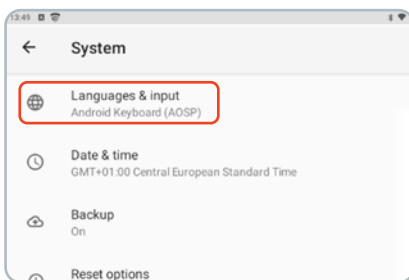 13:49
System
Languages & input
Android Keyboard (AOSP)
Date & time
GMT+01:00 Central European Standard Time
Backup
On
Reset options